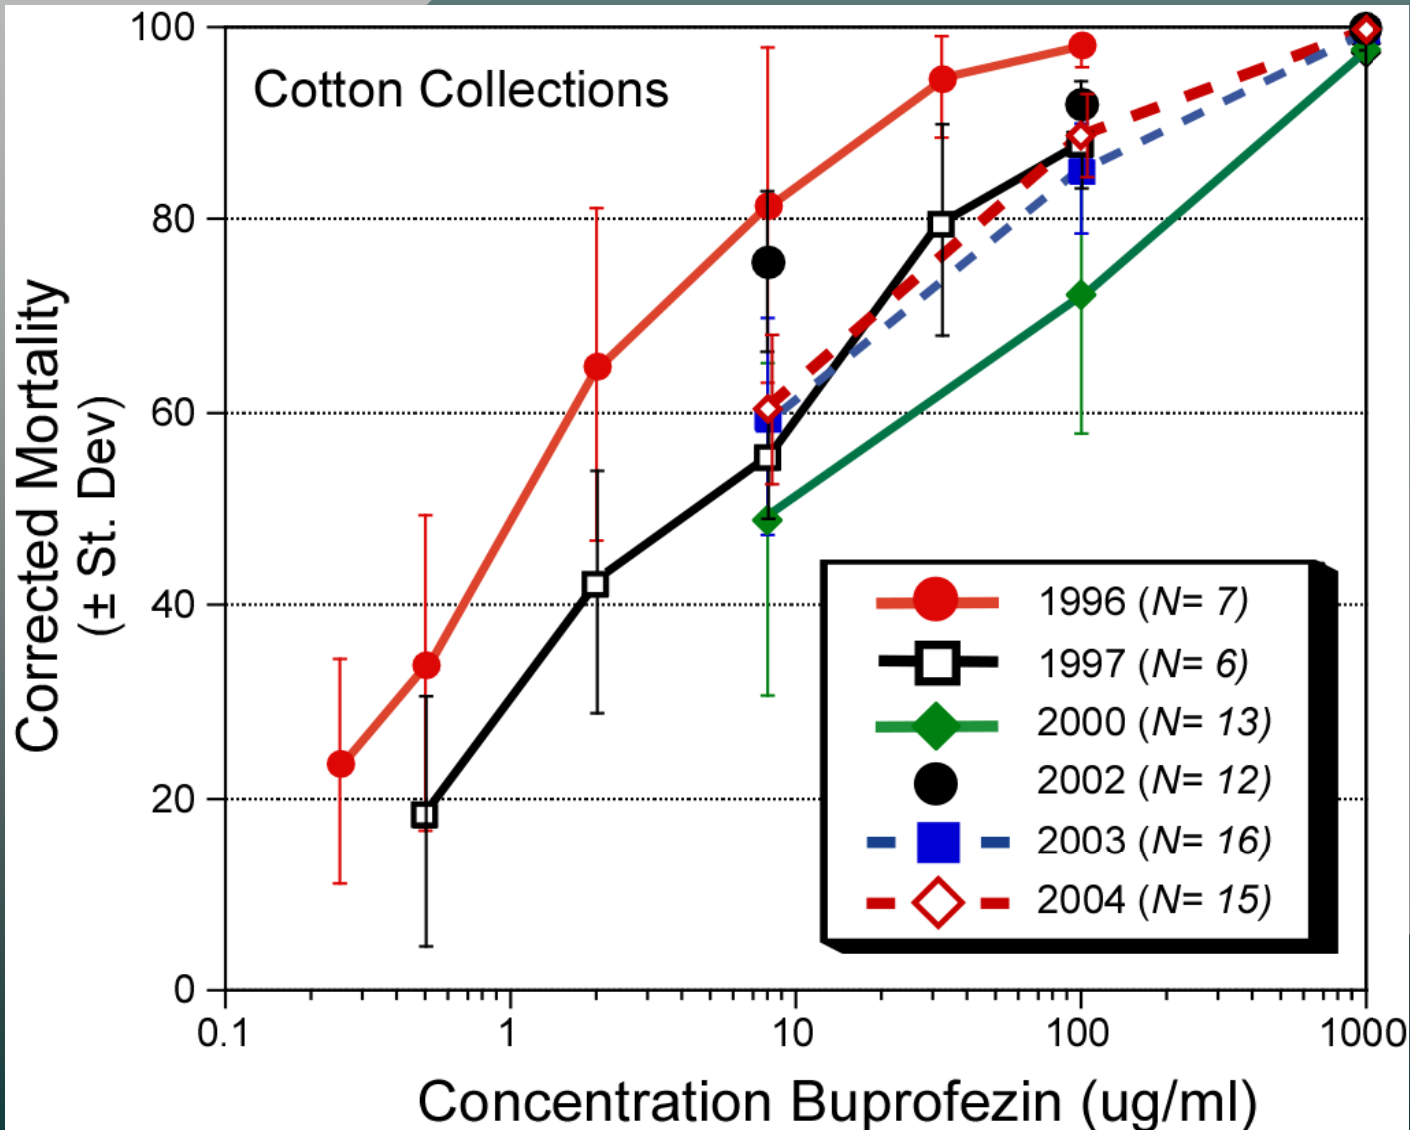 Cotton Collections
100
80
60
40
20
0
Corrected Mortality
(± St. Dev)
1996 (N= 7)
1997 (N= 6)
2000 (N= 13)
2002 (N= 12)
2003 (N= 16)
2004 (N= 15)
0.1 1 10 100 1000
Concentration Buprofezin (ug/ml)